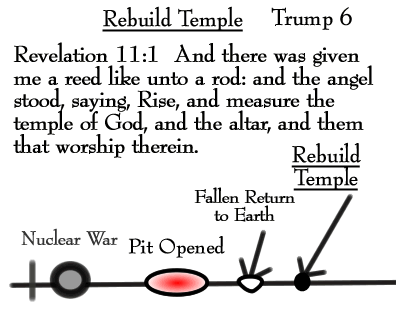 Rebuild Temple Trump 6
Revelation 11:1 And there was given
me a reed like unto a rod: and the angel
stood, saying, Rise, and measure the
temple of God, and the altar, and them
that worship therein.
Rebuild
Temple
Fallen Return
to Earth
Nuclear War
Pit Opened